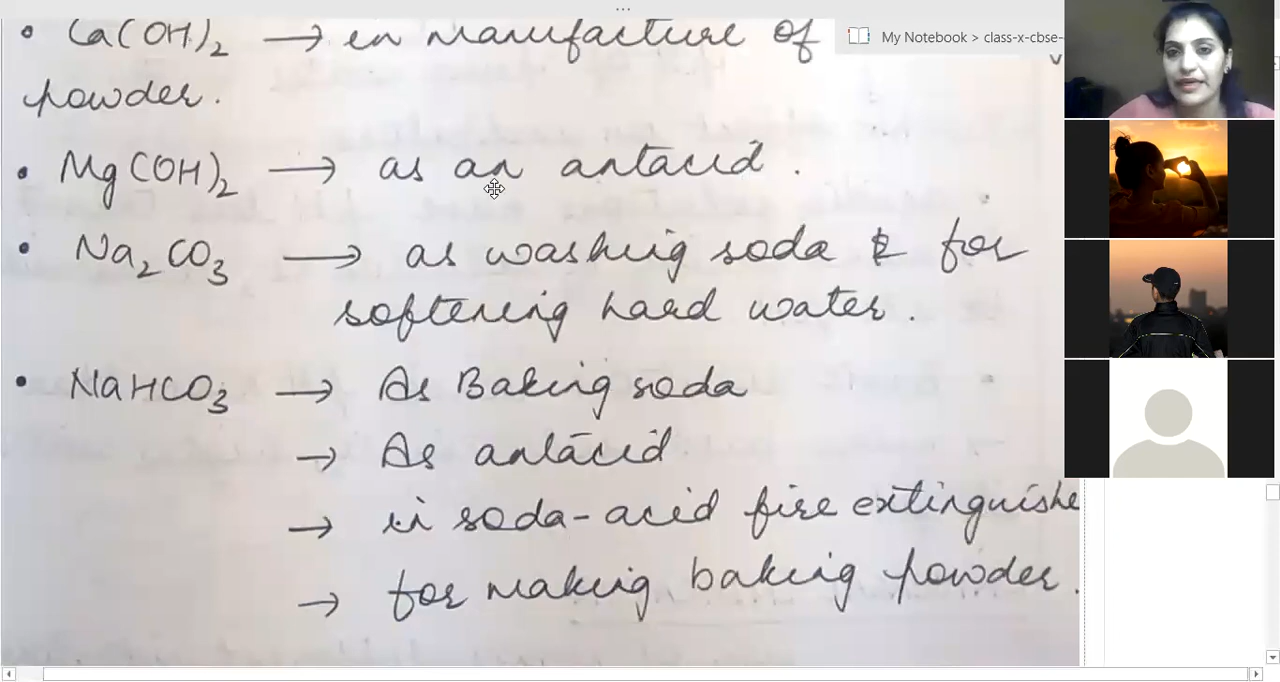 ...
• Ca(OH)₂ → in manufacture of
My Notebook > class-x-cbse-
powder.
• Mg(OH)₂ → as an antacid.
• Na₂CO₃ → as washing soda & for
softening hard water.
• NaHCO₃ → As Baking soda
→ As antacid
→ in soda-acid fire extinguishe
→ for making baking powder.